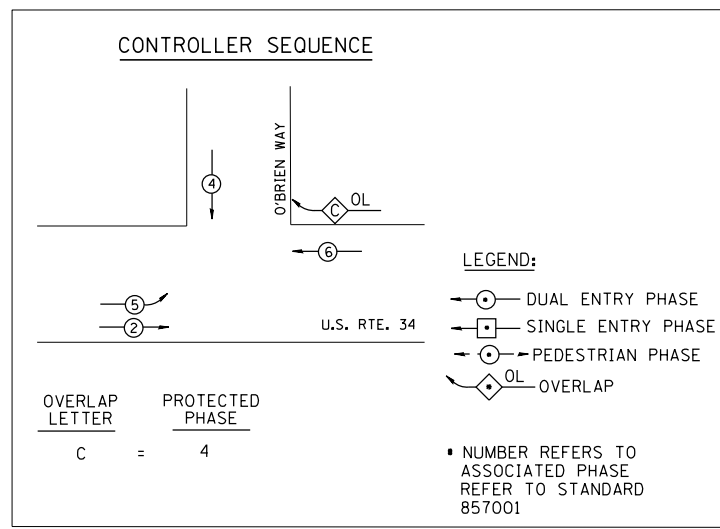 CONTROLLER SEQUENCE
O'BRIEN WAY
4
C
OL
6
5
2
U.S. RTE. 34
LEGEND:
DUAL ENTRY PHASE
SINGLE ENTRY PHASE
PEDESTRIAN PHASE
OL
OVERLAP
OVERLAP LETTER
PROTECTED PHASE
C = 4
NUMBER REFERS TO
ASSOCIATED PHASE
REFER TO STANDARD
857001